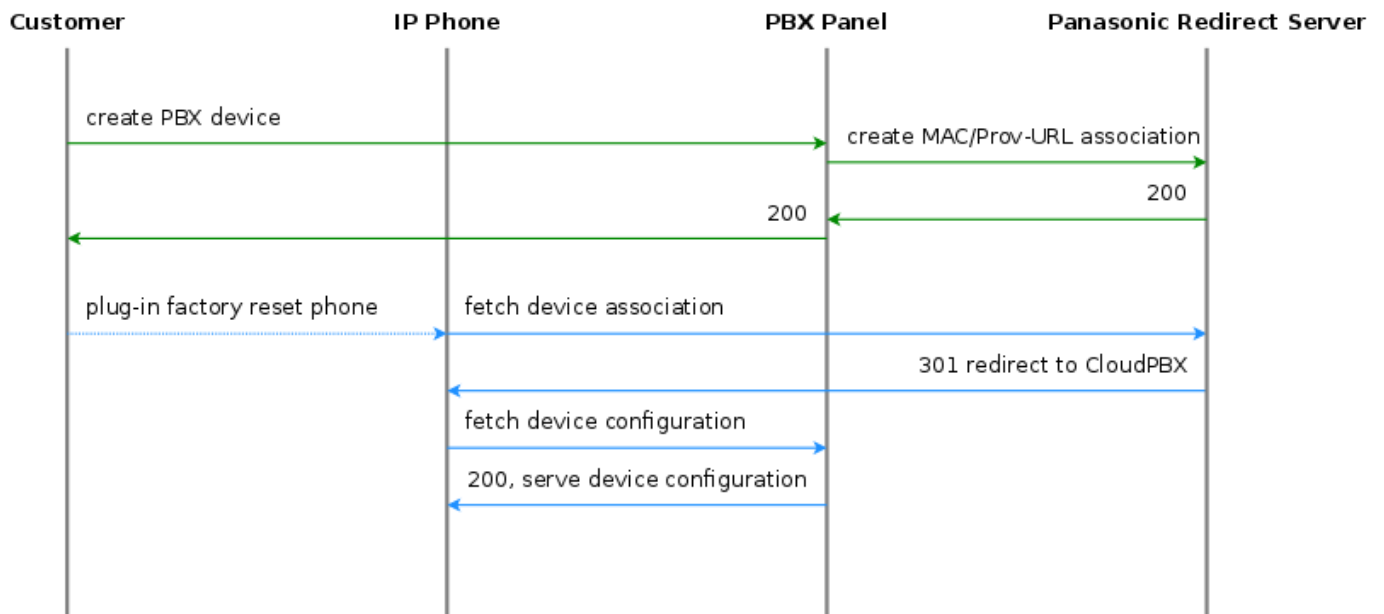 Customer IP Phone PBX Panel Panasonic Redirect Server
create PBX device
create MAC/Prov-URL association
200
200
plug-in factory reset phone fetch device association
301 redirect to CloudPBX
fetch device configuration
200, serve device configuration